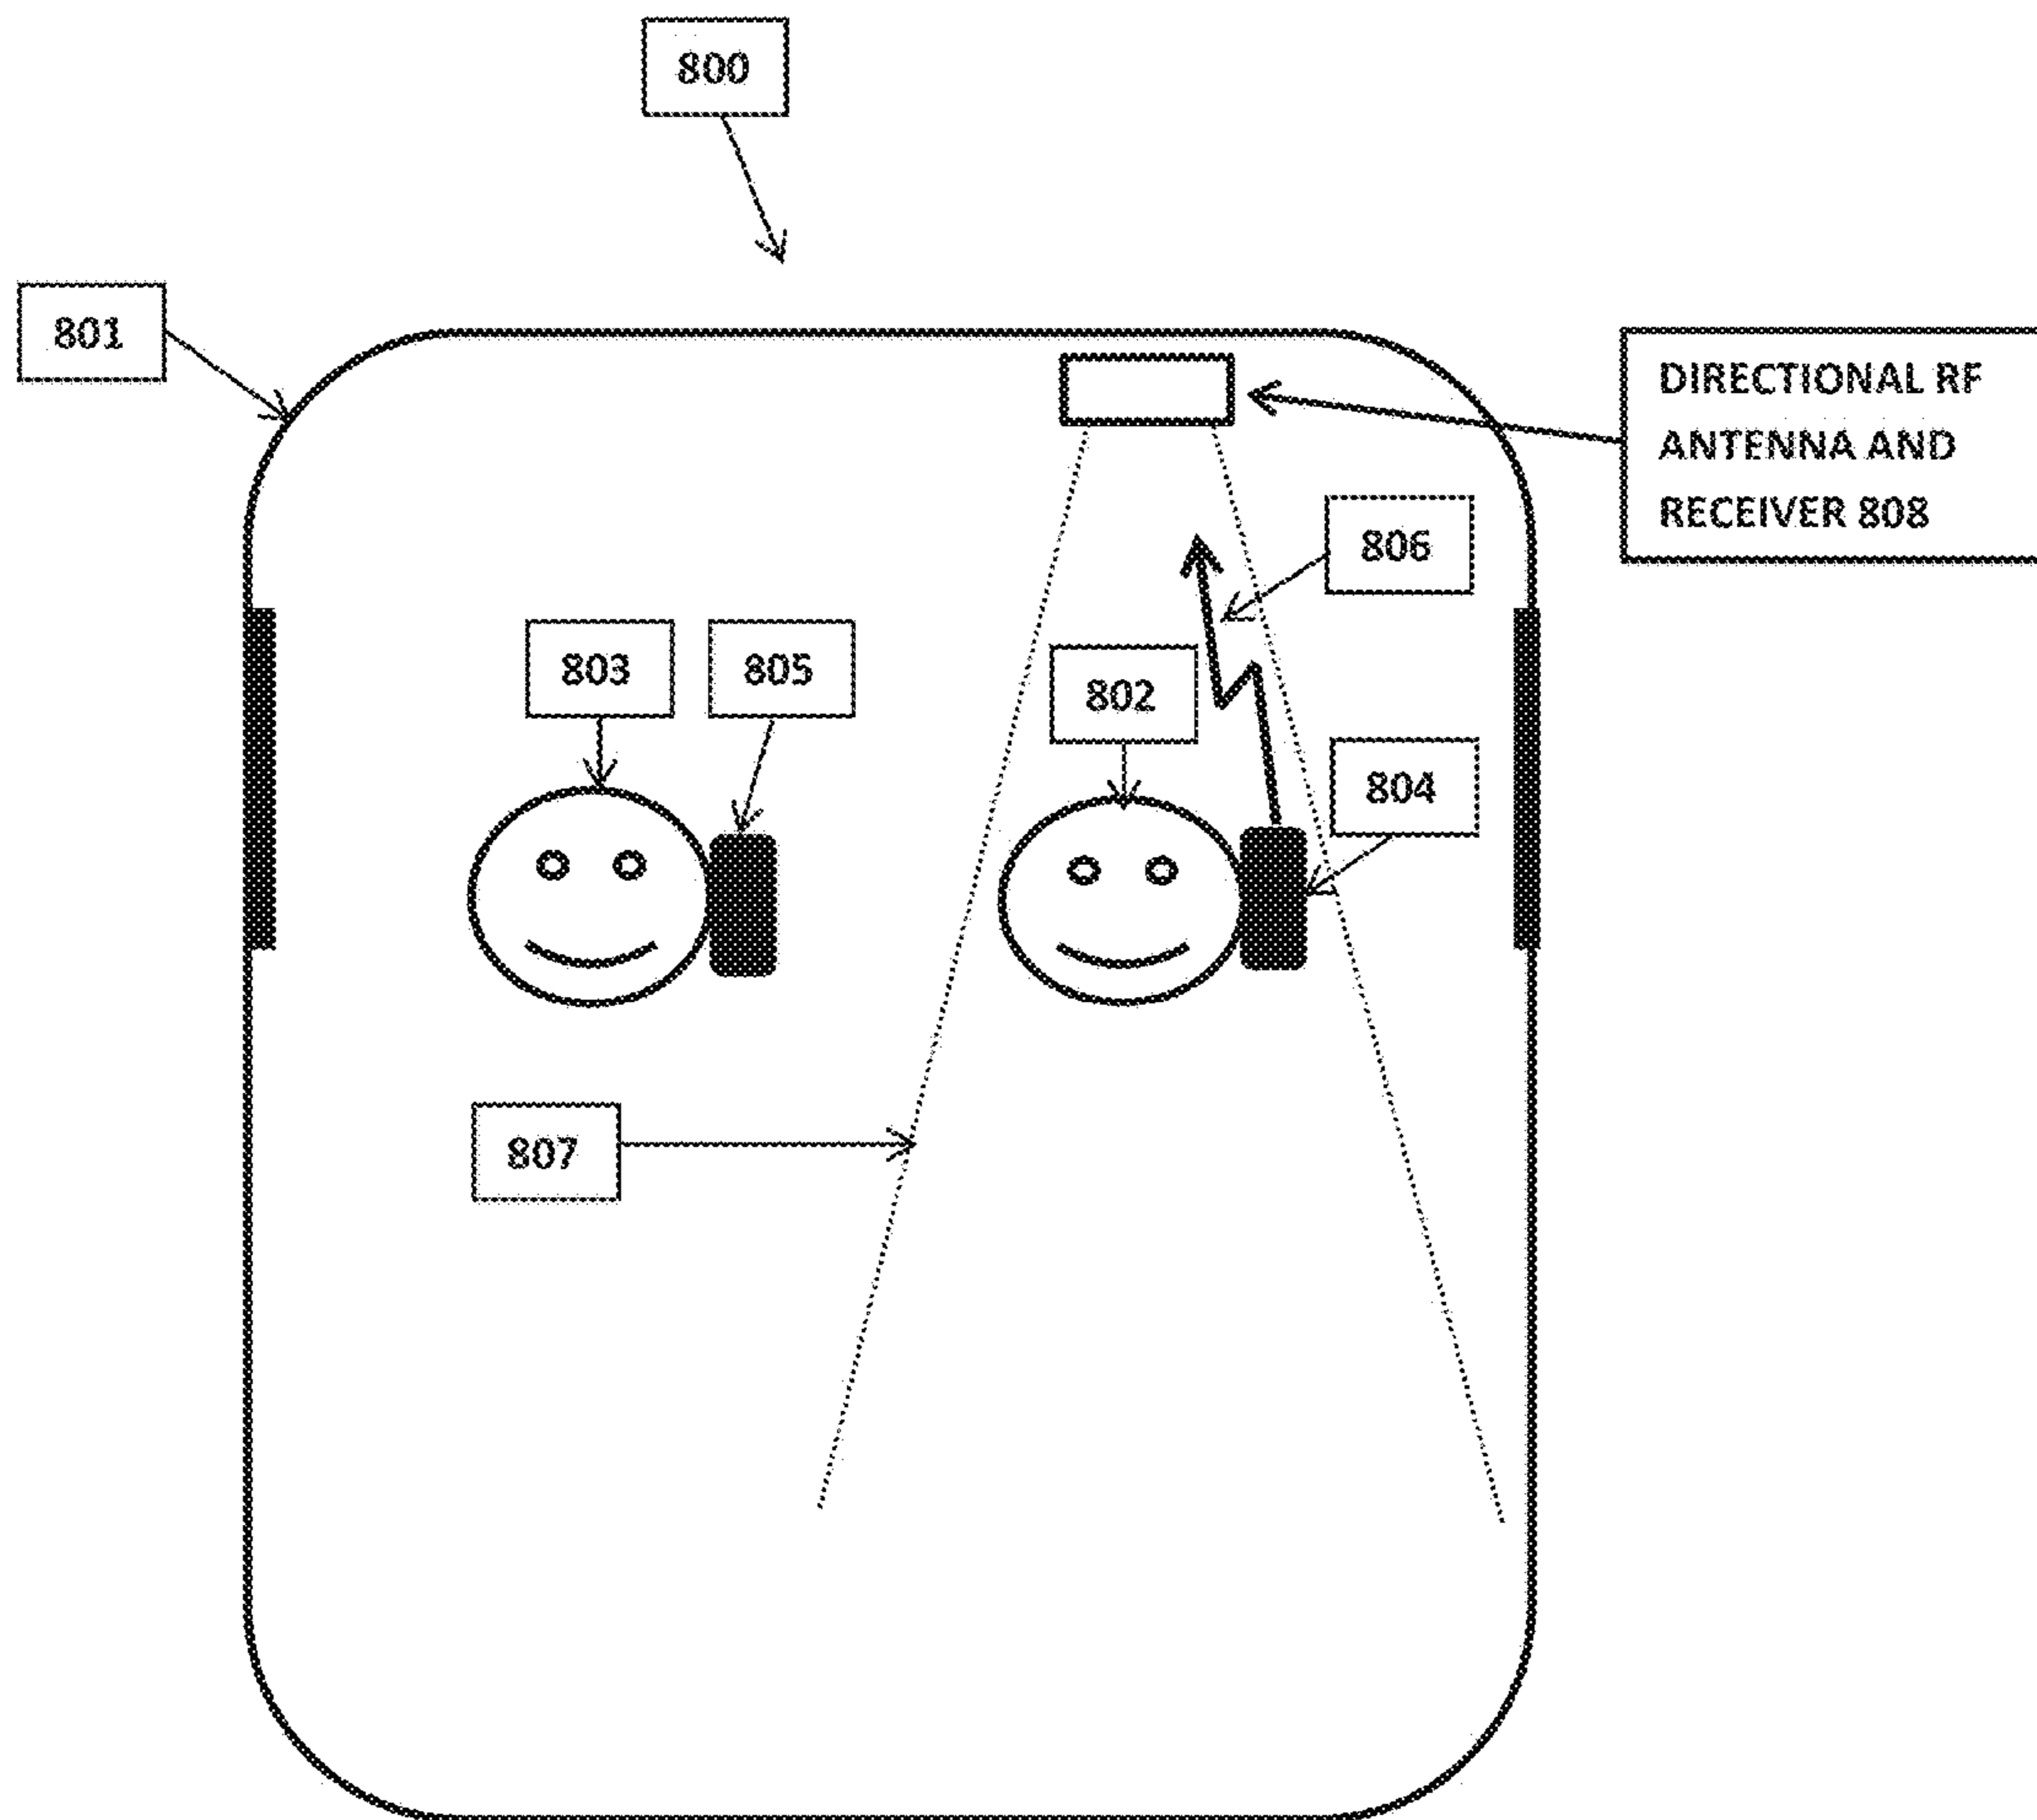 800
801
DIRECTIONAL RF
ANTENNA AND
RECEIVER 808
806
803
805
802
804
807